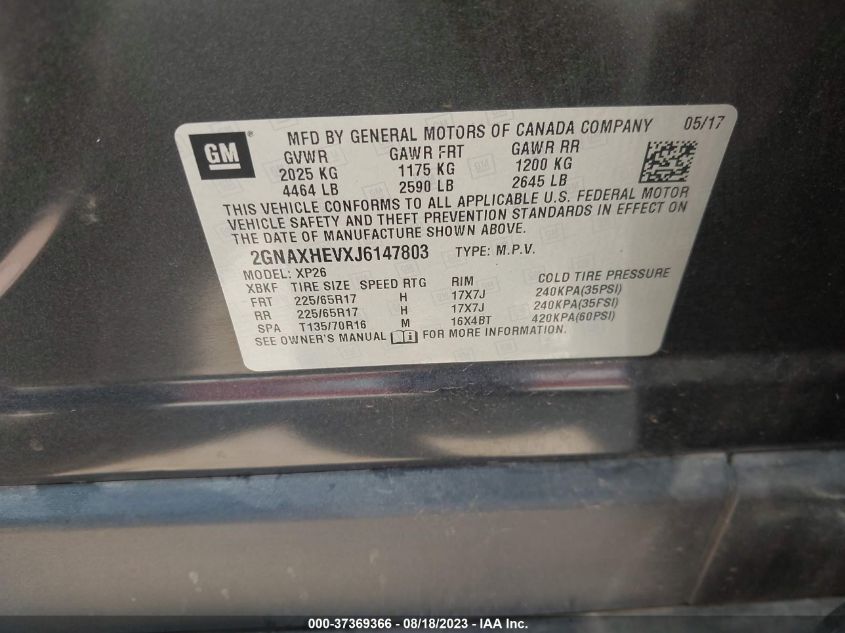 GM ® MFD BY GENERAL MOTORS OF CANADA COMPANY 05/17
GVWR GAWR FRT GAWR RR
2025 KG 1175 KG 1200 KG
4464 LB 2590 LB 2645 LB
THIS VEHICLE CONFORMS TO ALL APPLICABLE U.S. FEDERAL MOTOR
VEHICLE SAFETY AND THEFT PREVENTION STANDARDS IN EFFECT ON
THE DATE OF MANUFACTURE SHOWN ABOVE.
2GNAXHEVXJ6147803 TYPE: M.P.V.
MODEL: XP26
XBKF TIRE SIZE SPEED RTG RIM COLD TIRE PRESSURE
FRT 225/65R17 H 17X7J 240KPA(35PSI)
RR 225/65R17 H 17X7J 240KPA(35PSI)
SPA T135/70R16 M 16X4BT 420KPA(60PSI)
SEE OWNER'S MANUAL FOR MORE INFORMATION.
000-37369366 - 08/18/2023 - IAA Inc.